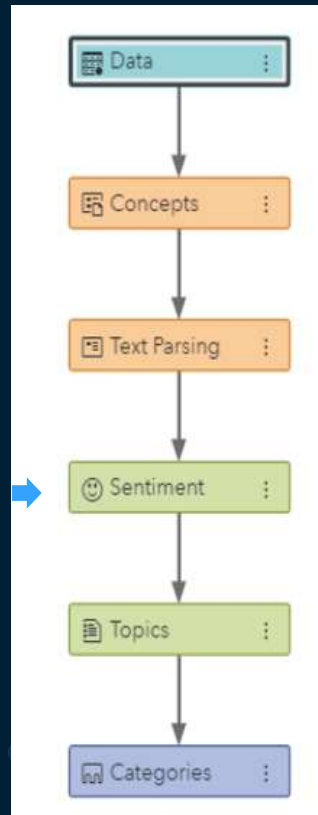 Data
Concepts
Text Parsing
Sentiment
Topics
Categories